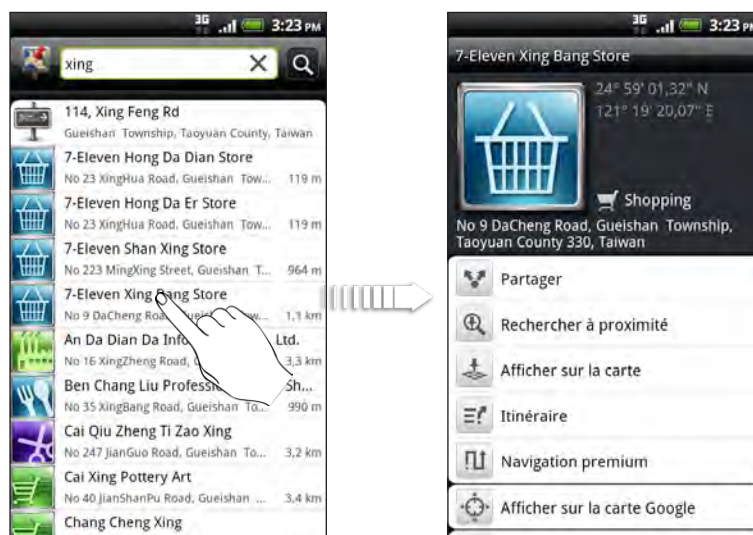 3G 3:23 PM
xing
114, Xing Feng Rd
Gueishan Township, Taoyuan County, Taiwan
7-Eleven Hong Da Dian Store
No 23 XingHua Road, Gueishan Tow... 119 m
7-Eleven Hong Da Er Store
No 23 XingHua Road, Gueishan Tow... 119 m
7-Eleven Shan Xing Store
No 223 MingXing Street, Gueishan T... 964 m
7-Eleven Xing Bang Store
No 9 DaCheng 1,1 km
An Da Dian Da Ltd.
No 16 XingZheng Road, 3,3 km
Ben Chang Liu Sh...
No 35 XingBang Road, Gueishan To... 990 m
Cai Qiu Zheng Ti Zao Xing
No 247 JianGuo Road, Gueishan To... 3,2 km
Cai Xing Pottery Art
No 40 JianShanPu Road, Gueishan ... 3,4 km
Chang Cheng Xing
3G 3:23 PM
7-Eleven Xing Bang Store
24° 59' 01,32" N
121° 19' 20,07" E
Shopping
No 9 DaCheng Road, Gueishan Township,
Taoyuan County 330, Taiwan
Partager
Rechercher à proximité
Afficher sur la carte
Itinéraire
Navigation premium
Afficher sur la carte Google